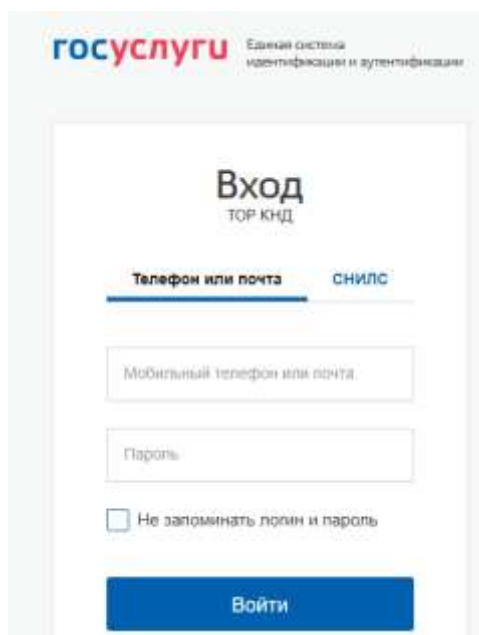 госуслуги Единая система
идентификации и аутентификации
Вход
ТОР КНД
Телефон или почта СНИЛС
Мобильный телефон или почта
Пароль
Не запоминать логин и пароль
Войти